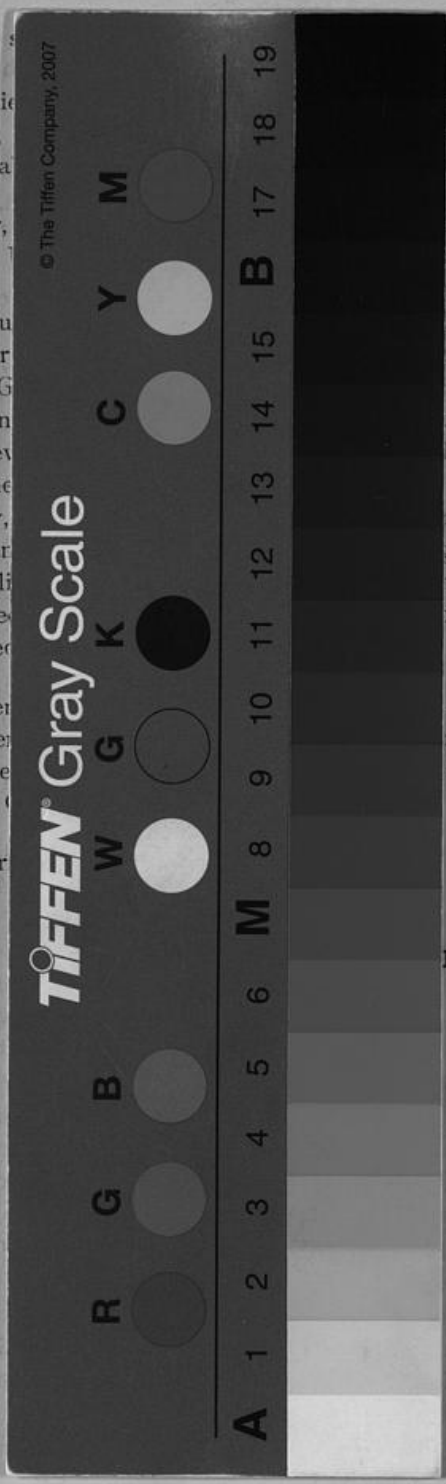 © The Tiffen Company, 2007
TIFFEN® Gray Scale
R G B W G K C Y M
A 1 2 3 4 5 6 M 8 9 10 11 12 13 14 15 B 17 18 19